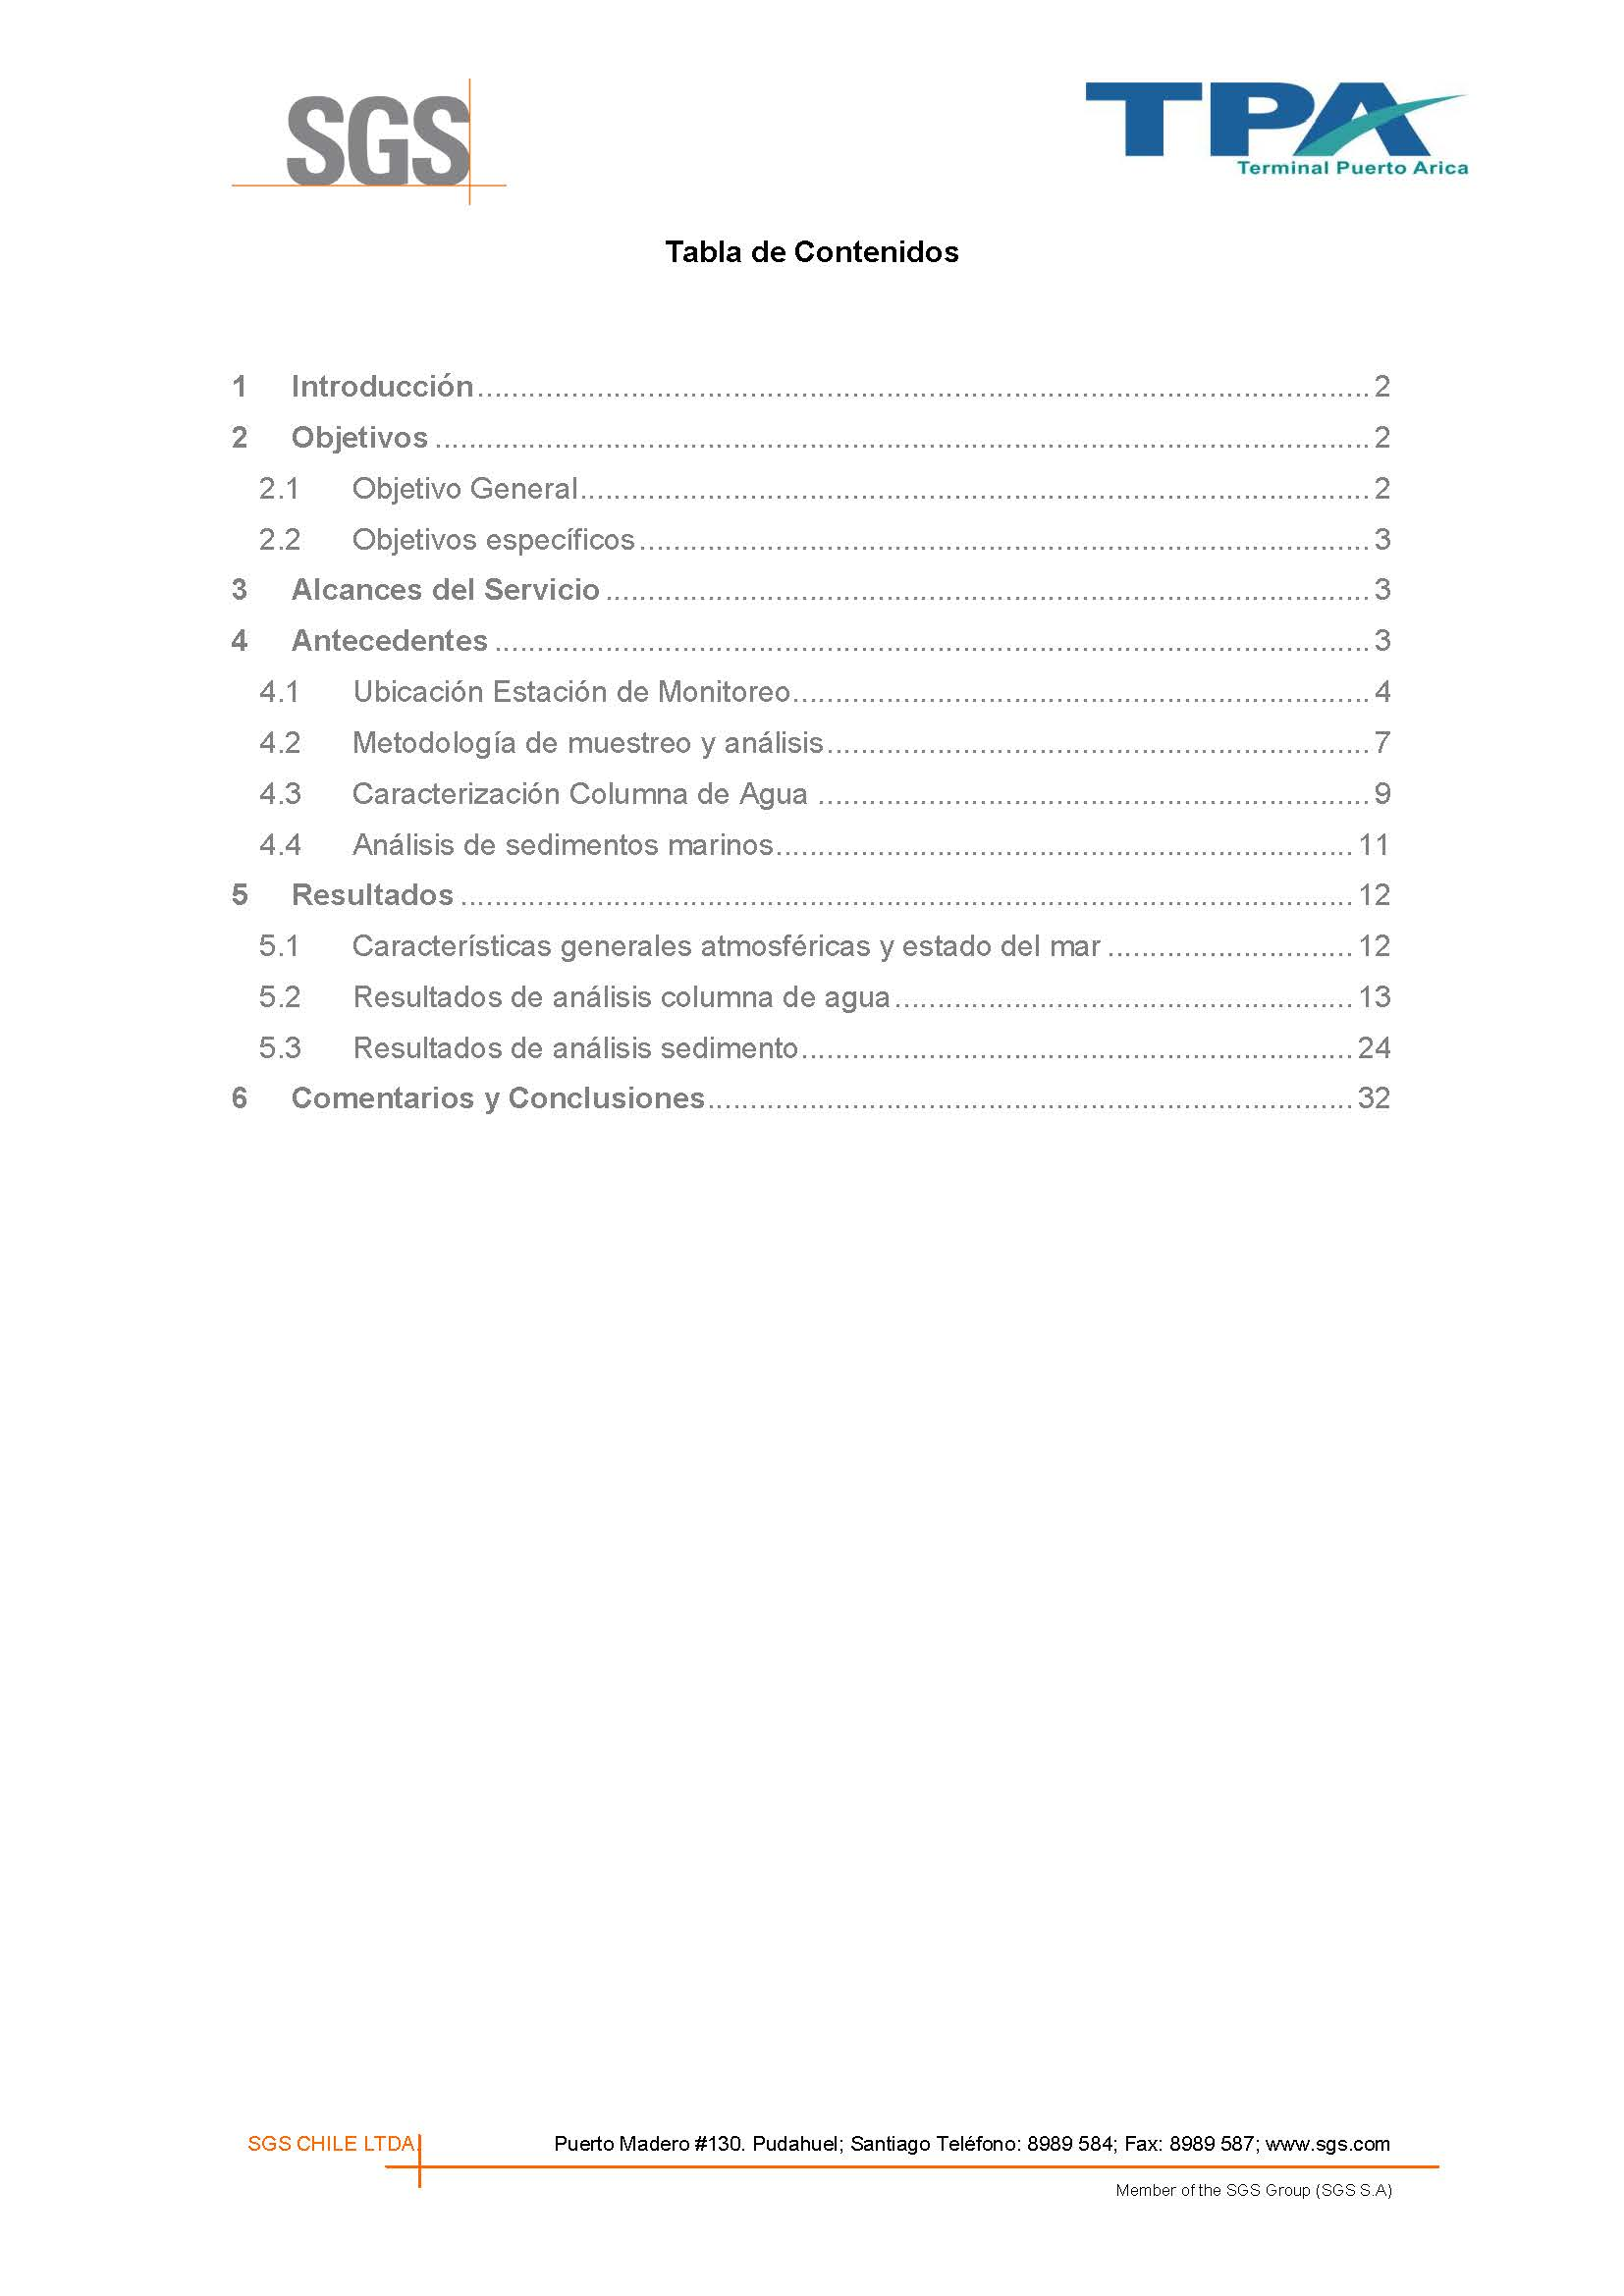 SGS
TPA
Terminal Puerto Arica
Tabla de Contenidos
1 Introducción 2
2 Objetivos 2
2.1 Objetivo General 2
2.2 Objetivos específicos 3
3 Alcances del Servicio 3
4 Antecedentes 3
4.1 Ubicación Estación de Monitoreo 4
4.2 Metodología de muestreo y análisis 7
4.3 Caracterización Columna de Agua 9
4.4 Análisis de sedimentos marinos 11
5 Resultados 12
5.1 Características generales atmosféricas y estado del mar 12
5.2 Resultados de análisis columna de agua 13
5.3 Resultados de análisis sedimento 24
6 Comentarios y Conclusiones 32
SGS CHILE LTDA. Puerto Madero #130. Pudahuel; Santiago Teléfono: 8989 584; Fax: 8989 587; www.sgs.com
Member of the SGS Group (SGS S.A)